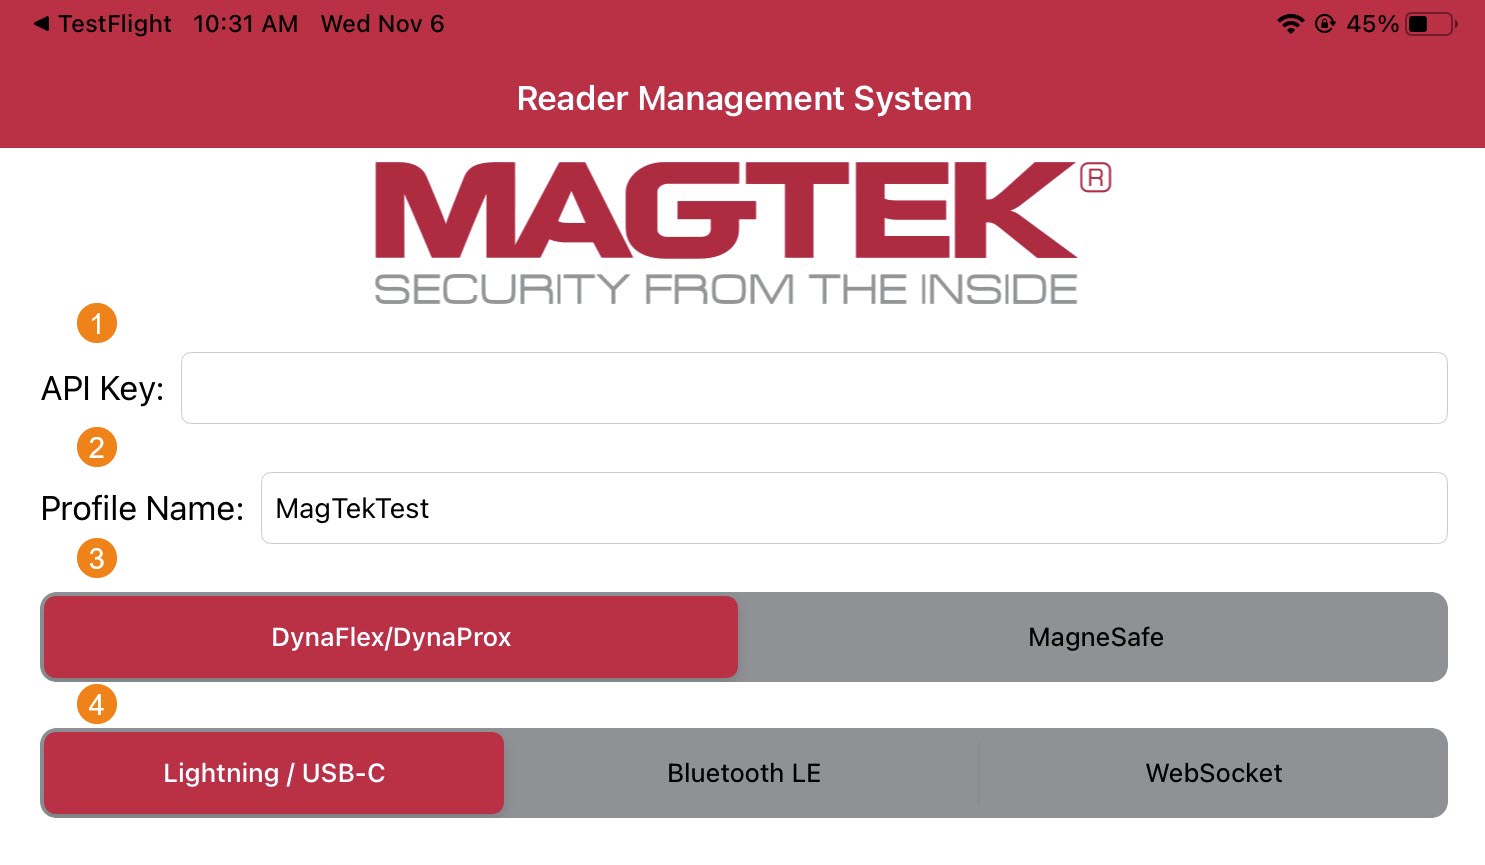 ◀ TestFlight 10:31 AM Wed Nov 6 45%
Reader Management System
MAGTEK®
SECURITY FROM THE INSIDE
1
API Key:
2
Profile Name: MagTekTest
3
DynaFlex/DynaProx MagneSafe
4
Lightning / USB-C Bluetooth LE WebSocket